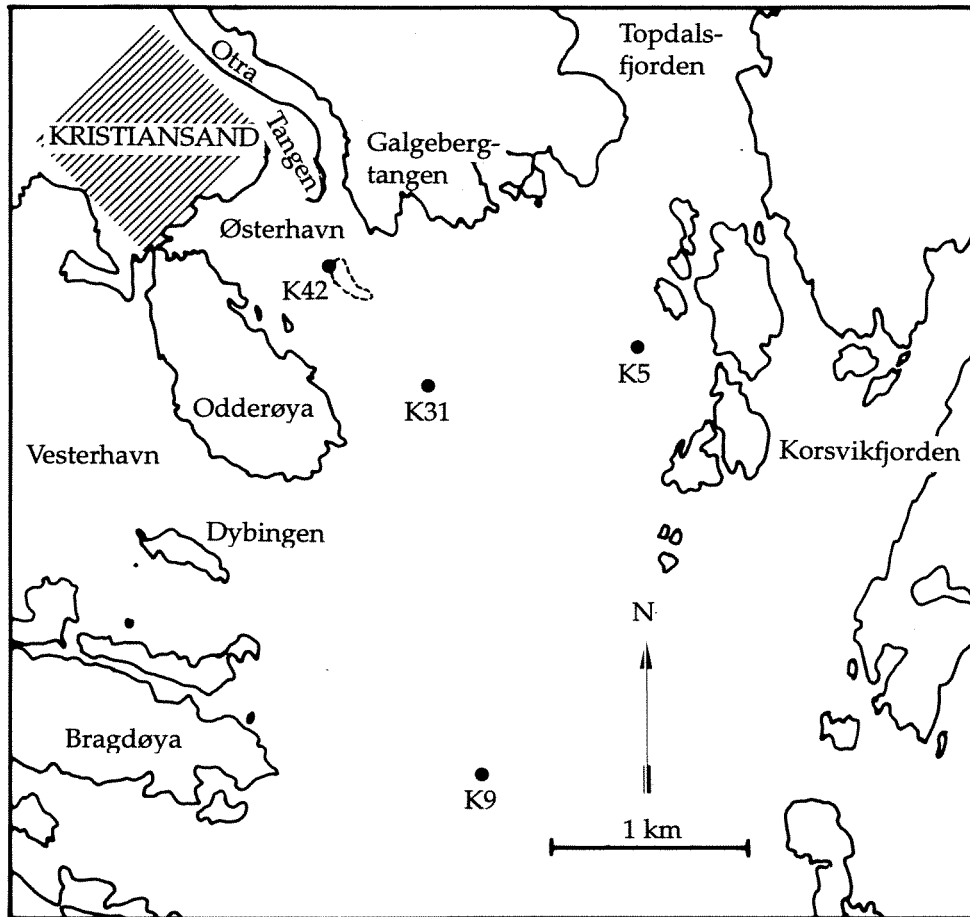 Topdals-
fjorden
Otra
KRISTIANSAND
Tangen
Galgeberg-
tangen
Østerhavn
K42
K5
K31
Odderøya
Vesterhavn
Korsvikfjorden
Dybingen
N
Bragdøya
K9
1 km